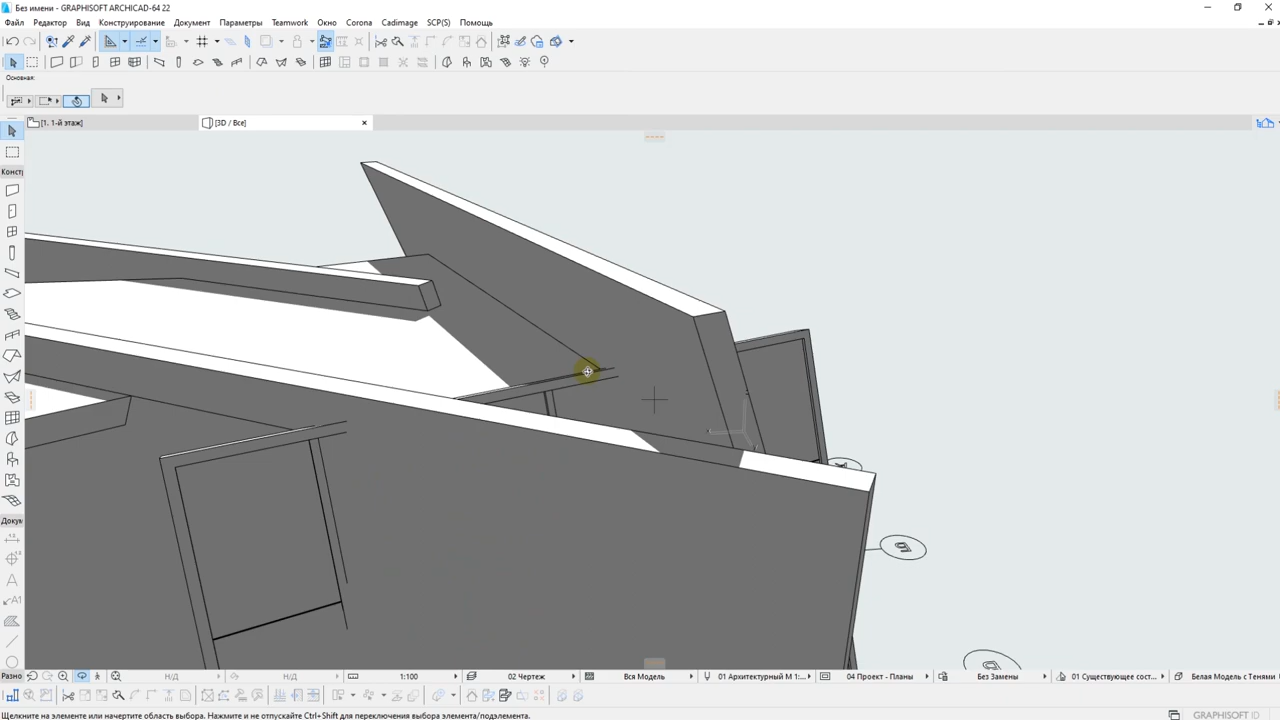 Без имени - GRAPHISOFT ARCHICAD-64 22
Файл Редактор Вид Конструирование Документ Параметры Teamwork Окно Corona Cadimage SCP(S) Помощь
Основная:
[1. 1-й этаж]
[3D / Все]
Констр
Докум
Разно
Н/Д
Н/Д
1:100
02 Чертеж
Вся Модель
01 Архитектурный М 1:...
04 Проект - Планы
Без Замены
01 Существующее сост...
Белая Модель с Тенями
Щелкните на элементе или начертите область выбора. Нажмите и не отпускайте Ctrl+Shift для переключения выбора элемента/подэлемента.
GRAPHISOFT ID